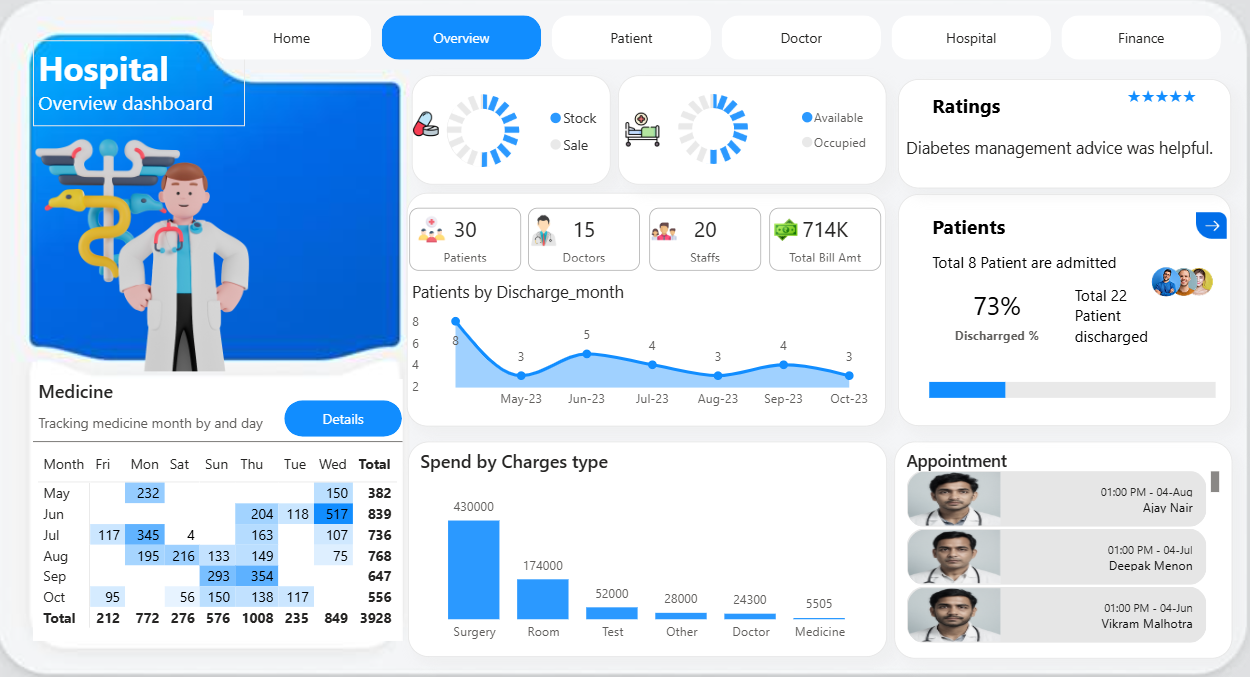 Home Overview Patient Doctor Hospital Finance
Hospital
Overview dashboard
Stock
Sale
Available
Occupied
Ratings ★★★★★
Diabetes management advice was helpful.
30
Patients
15
Doctors
20
Staffs
714K
Total Bill Amt
Patients by Discharge_month
8
6
4
2
8 3 5 4 3 4 3
May-23 Jun-23 Jul-23 Aug-23 Sep-23 Oct-23
Patients
Total 8 Patient are admitted
73%
Discharrged %
Total 22
Patient
discharged
Medicine
Tracking medicine month by and day
Details
Month Fri Mon Sat Sun Thu Tue Wed Total
May 232 150 382
Jun 204 118 517 839
Jul 117 345 4 163 107 736
Aug 195 216 133 149 75 768
Sep 293 354 647
Oct 95 56 150 138 117 556
Total 212 772 276 576 1008 235 849 3928
Spend by Charges type
430000 174000 52000 28000 24300 5505
Surgery Room Test Other Doctor Medicine
Appointment
01:00 PM - 04-Aug
Ajay Nair
01:00 PM - 04-Jul
Deepak Menon
01:00 PM - 04-Jun
Vikram Malhotra